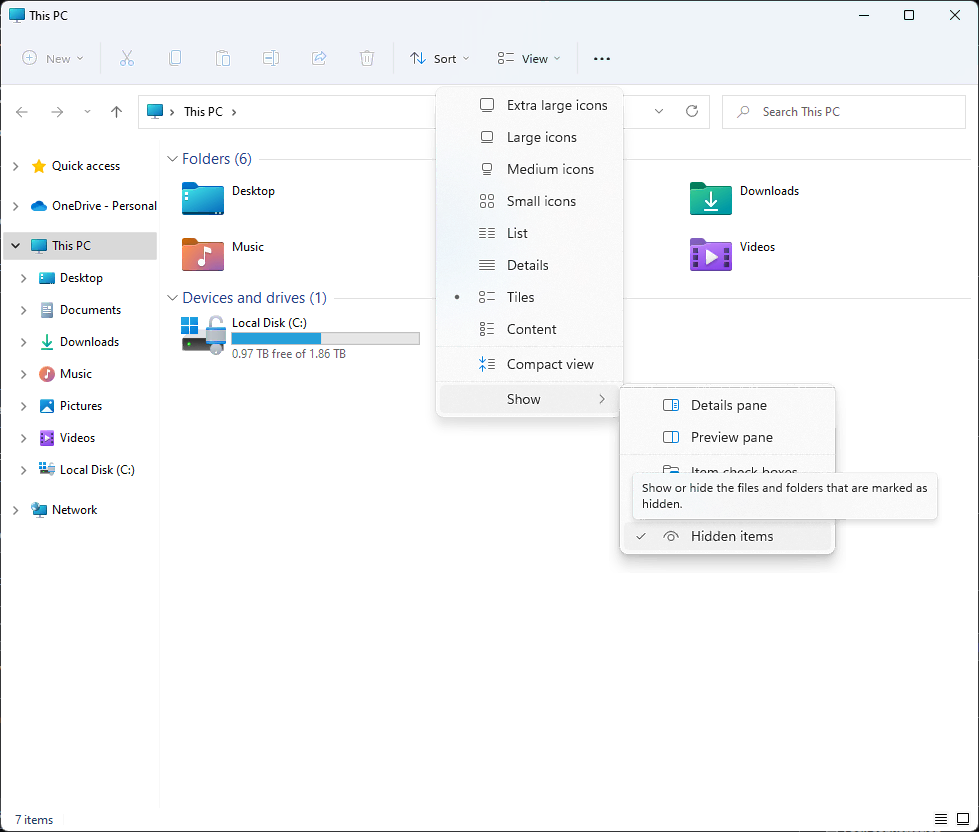 This PC
New
Sort
View
This PC
Search This PC
Quick access
OneDrive - Personal
This PC
Desktop
Documents
Downloads
Music
Pictures
Videos
Local Disk (C:)
Network
Folders (6)
Desktop
Downloads
Music
Videos
Devices and drives (1)
Local Disk (C:)
0.97 TB free of 1.86 TB
Extra large icons
Large icons
Medium icons
Small icons
List
Details
Tiles
Content
Compact view
Show
Details pane
Preview pane
Item check boxes
Show or hide the files and folders that are marked as
hidden.
Hidden items
7 items